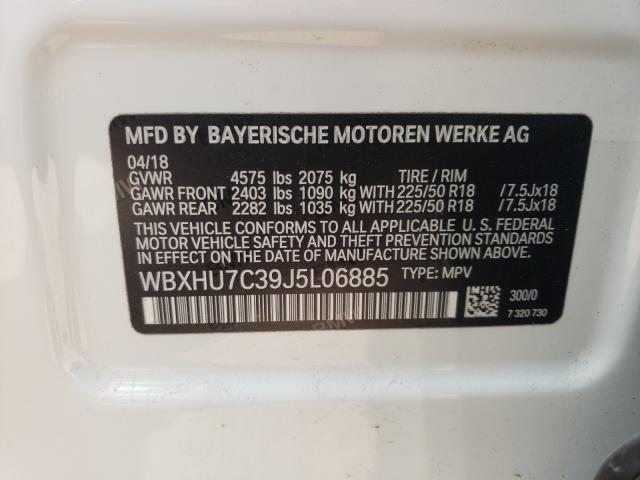 MFD BY BAYERISCHE MOTOREN WERKE AG
04/18
GVWR 4575 lbs 2075 kg TIRE / RIM
GAWR FRONT 2403 lbs 1090 kg WITH 225/50 R18 /7.5Jx18
GAWR REAR 2282 lbs 1035 kg WITH 225/50 R18 /7.5Jx18
THIS VEHICLE CONFORMS TO ALL APPLICABLE U. S. FEDERAL
MOTOR VEHICLE SAFETY AND THEFT PREVENTION STANDARDS
IN EFFECT ON THE DATE OF MANUFACTURE SHOWN ABOVE.
WBXHU7C39J5L06885 TYPE: MPV
300/0
7 320 730